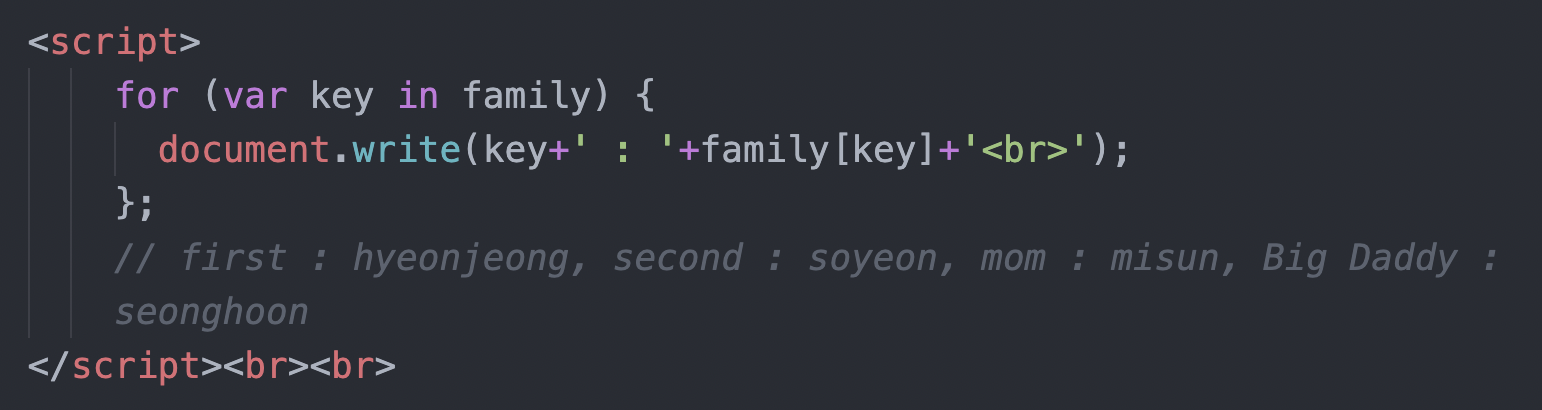 <script>
for (var key in family) {
document.write(key+' : '+family[key]+'<br>');
};
// first : hyeonjeong, second : soyeon, mom : misun, Big Daddy :
seonghoon
</script><br><br>